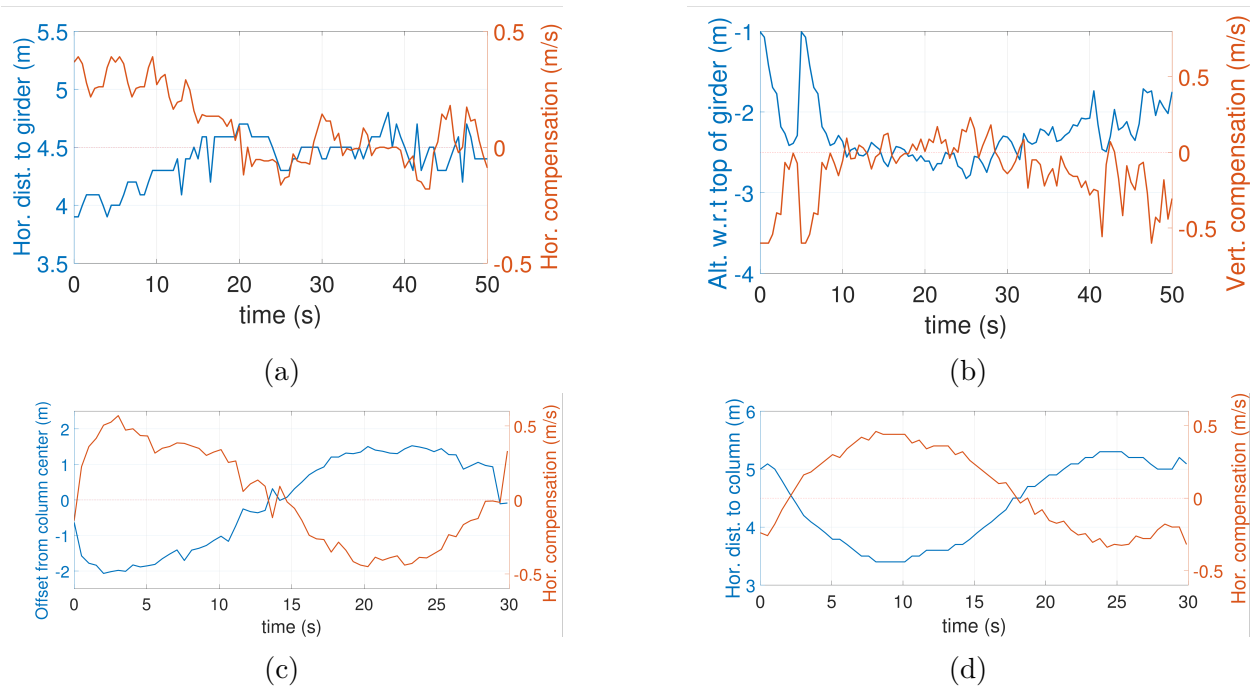 Hor. dist. to girder (m)
5.5
5
4.5
4
3.5
0.5
0
-0.5
Hor. compensation (m/s)
0 10 20 30 40 50
time (s)
(a)
Alt. w.r.t top of girder (m)
-1
-2
-3
-4
0.5
0
-0.5
Vert. compensation (m/s)
0 10 20 30 40 50
time (s)
(b)
Offset from column center (m)
2
1
0
-1
-2
0.5
0
-0.5
Hor. compensation (m/s)
0 5 10 15 20 25 30
time (s)
(c)
Hor. dist. to column (m)
6
5
4
3
0.5
0
-0.5
Hor. compensation (m/s)
0 5 10 15 20 25 30
time (s)
(d)